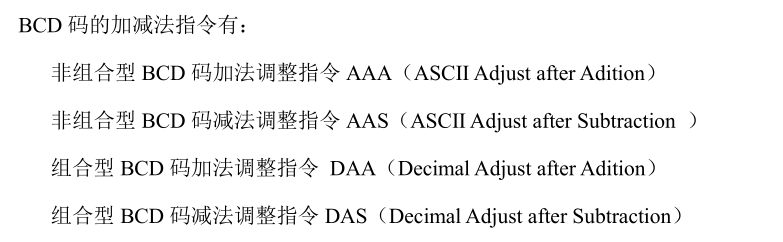 BCD 码的加减法指令有：
非组合型 BCD 码加法调整指令 AAA（ASCII Adjust after Adition）
非组合型 BCD 码减法调整指令 AAS（ASCII Adjust after Subtraction ）
组合型 BCD 码加法调整指令 DAA（Decimal Adjust after Adition）
组合型 BCD 码减法调整指令 DAS（Decimal Adjust after Subtraction）